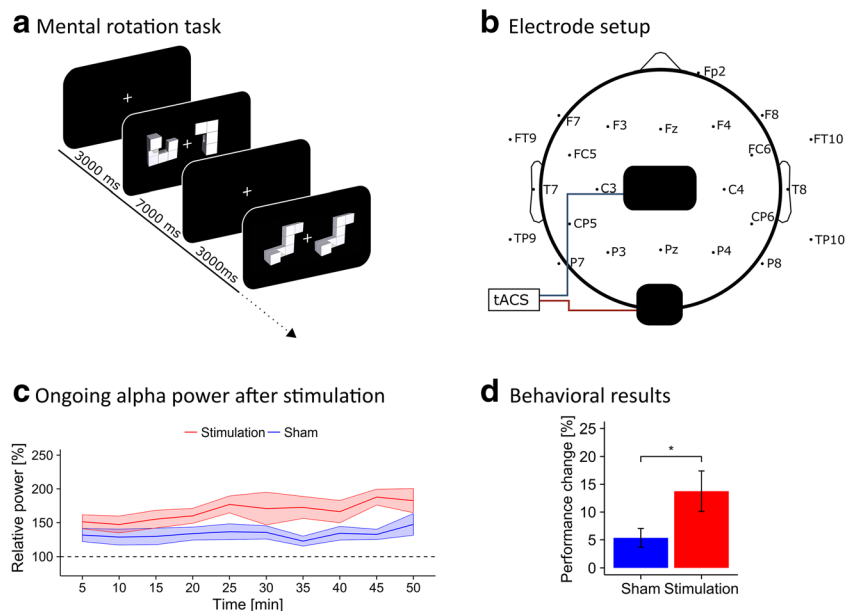 a Mental rotation task
3000 ms
7000 ms
3000ms
b Electrode setup
Fp2
F7
F3
Fz
F4
F8
FT9
FT10
FC5
FC6
T7
C3
C4
T8
CP5
CP6
TP9
TP10
P7
P3
Pz
P4
P8
tACS
c Ongoing alpha power after stimulation
Stimulation Sham
Relative power [%]
250
200
150
100
5 10 15 20 25 30 35 40 45 50
Time [min]
d Behavioral results
Performance change [%]
25
20
15
10
5
0
*
Sham Stimulation